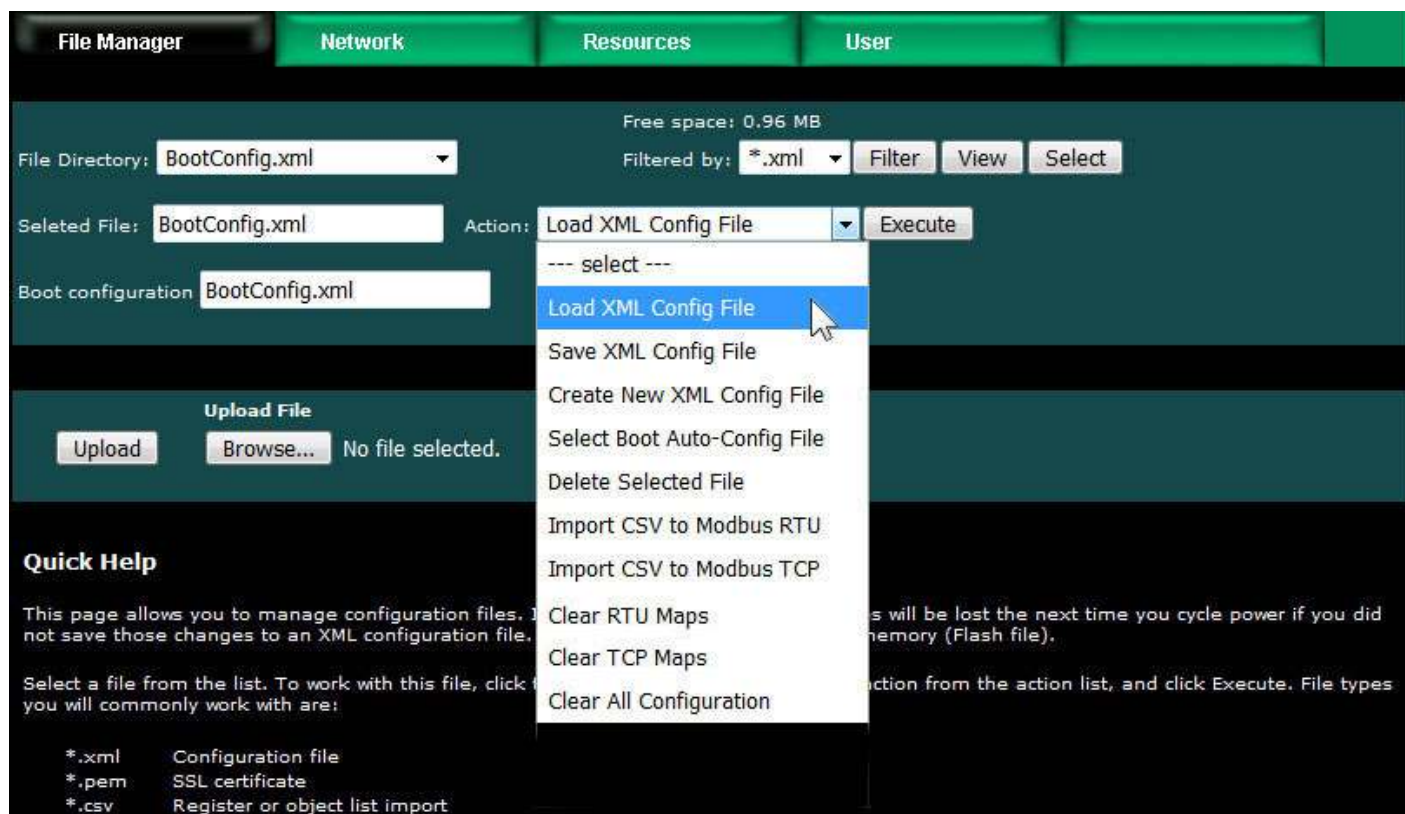 File Manager Network Resources User
Free space: 0.96 MB
File Directory: BootConfig.xml Filtered by: *.xml Filter View Select
Seleted File: BootConfig.xml Action: Load XML Config File Execute
--- select ---
Boot configuration BootConfig.xml
Load XML Config File
Save XML Config File
Create New XML Config File
Select Boot Auto-Config File
Delete Selected File
Import CSV to Modbus RTU
Import CSV to Modbus TCP
Clear RTU Maps
Clear TCP Maps
Clear All Configuration
Upload File
Upload Browse... No file selected.
Quick Help
This page allows you to manage configuration files. s will be lost the next time you cycle power if you did
not save those changes to an XML configuration file. emory (Flash file).
Select a file from the list. To work with this file, click ction from the action list, and click Execute. File types
you will commonly work with are:
*.xml Configuration file
*.pem SSL certificate
*.csv Register or object list import